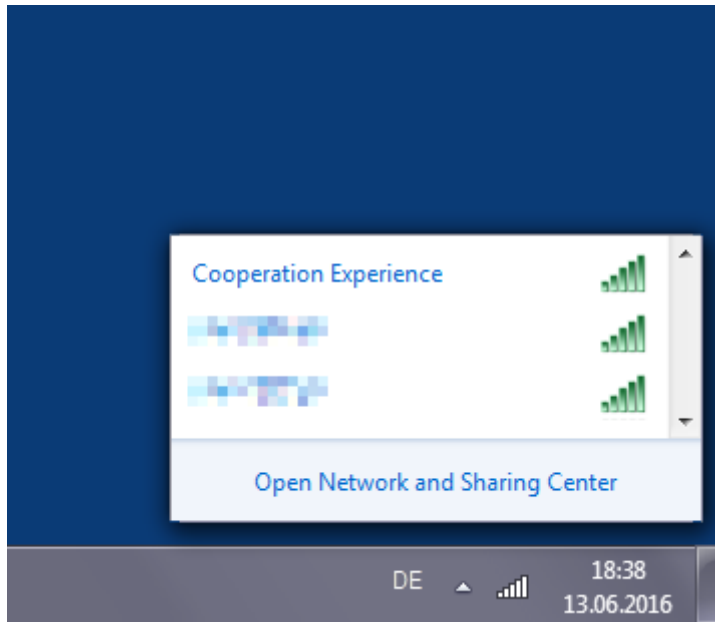 Cooperation Experience
Open Network and Sharing Center
DE
18:38
13.06.2016